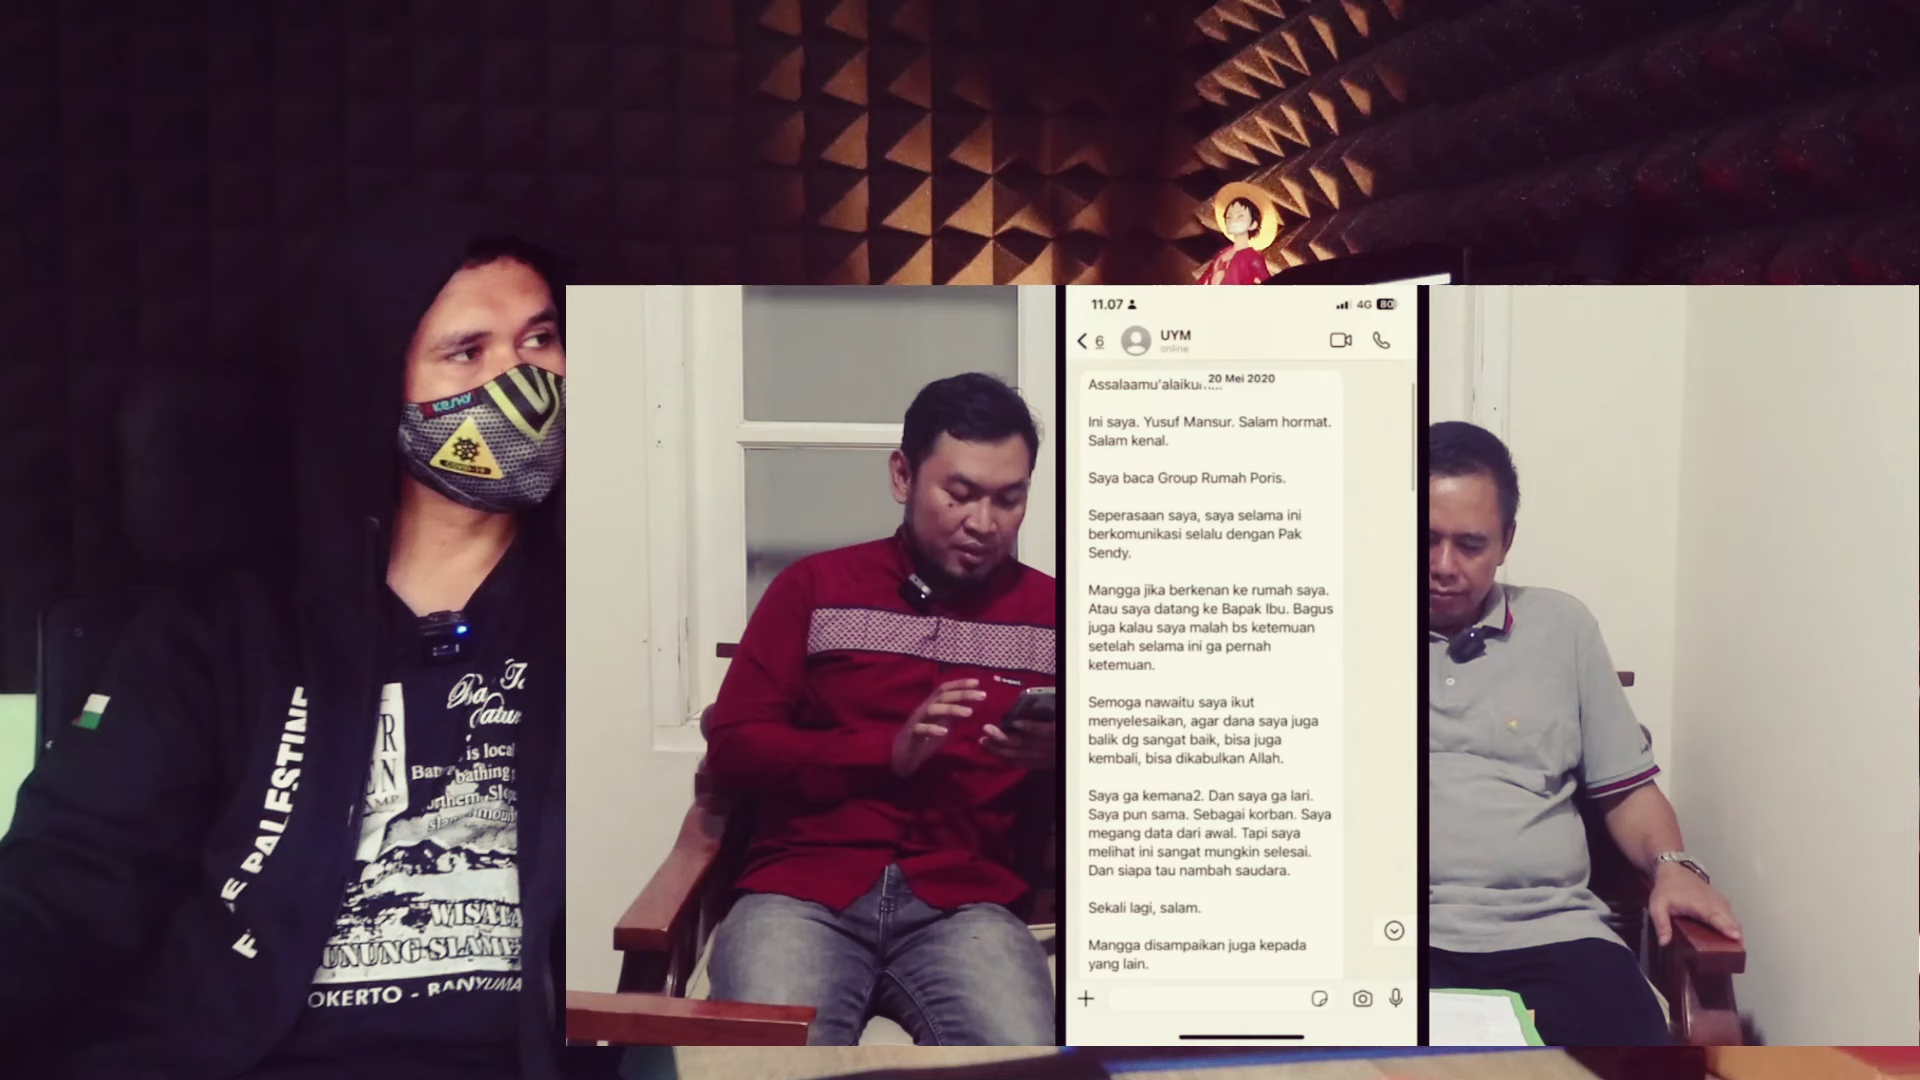 11.07
4G 80
6
UYM
online
20 Mei 2020
Assalaamu'alaikum....
Ini saya. Yusuf Mansur. Salam hormat.
Salam kenal.
Saya baca Group Rumah Poris.
Seperasaan saya, saya selama ini
berkomunikasi selalu dengan Pak
Sendy.
Mangga jika berkenan ke rumah saya.
Atau saya datang ke Bapak Ibu. Bagus
juga kalau saya malah bs ketemuan
setelah selama ini ga pernah
ketemuan.
Semoga nawaitu saya ikut
menyelesaikan, agar dana saya juga
balik dg sangat baik, bisa juga
kembali, bisa dikabulkan Allah.
Saya ga kemana2. Dan saya ga lari.
Saya pun sama. Sebagai korban. Saya
megang data dari awal. Tapi saya
melihat ini sangat mungkin selesai.
Dan siapa tau nambah saudara.
Sekali lagi, salam.
Mangga disampaikan juga kepada
yang lain.
COVID-19
PALESTINE
is local
bathing
WISATA
GUNUNG SLAMET
OKERTO - BANYUMA